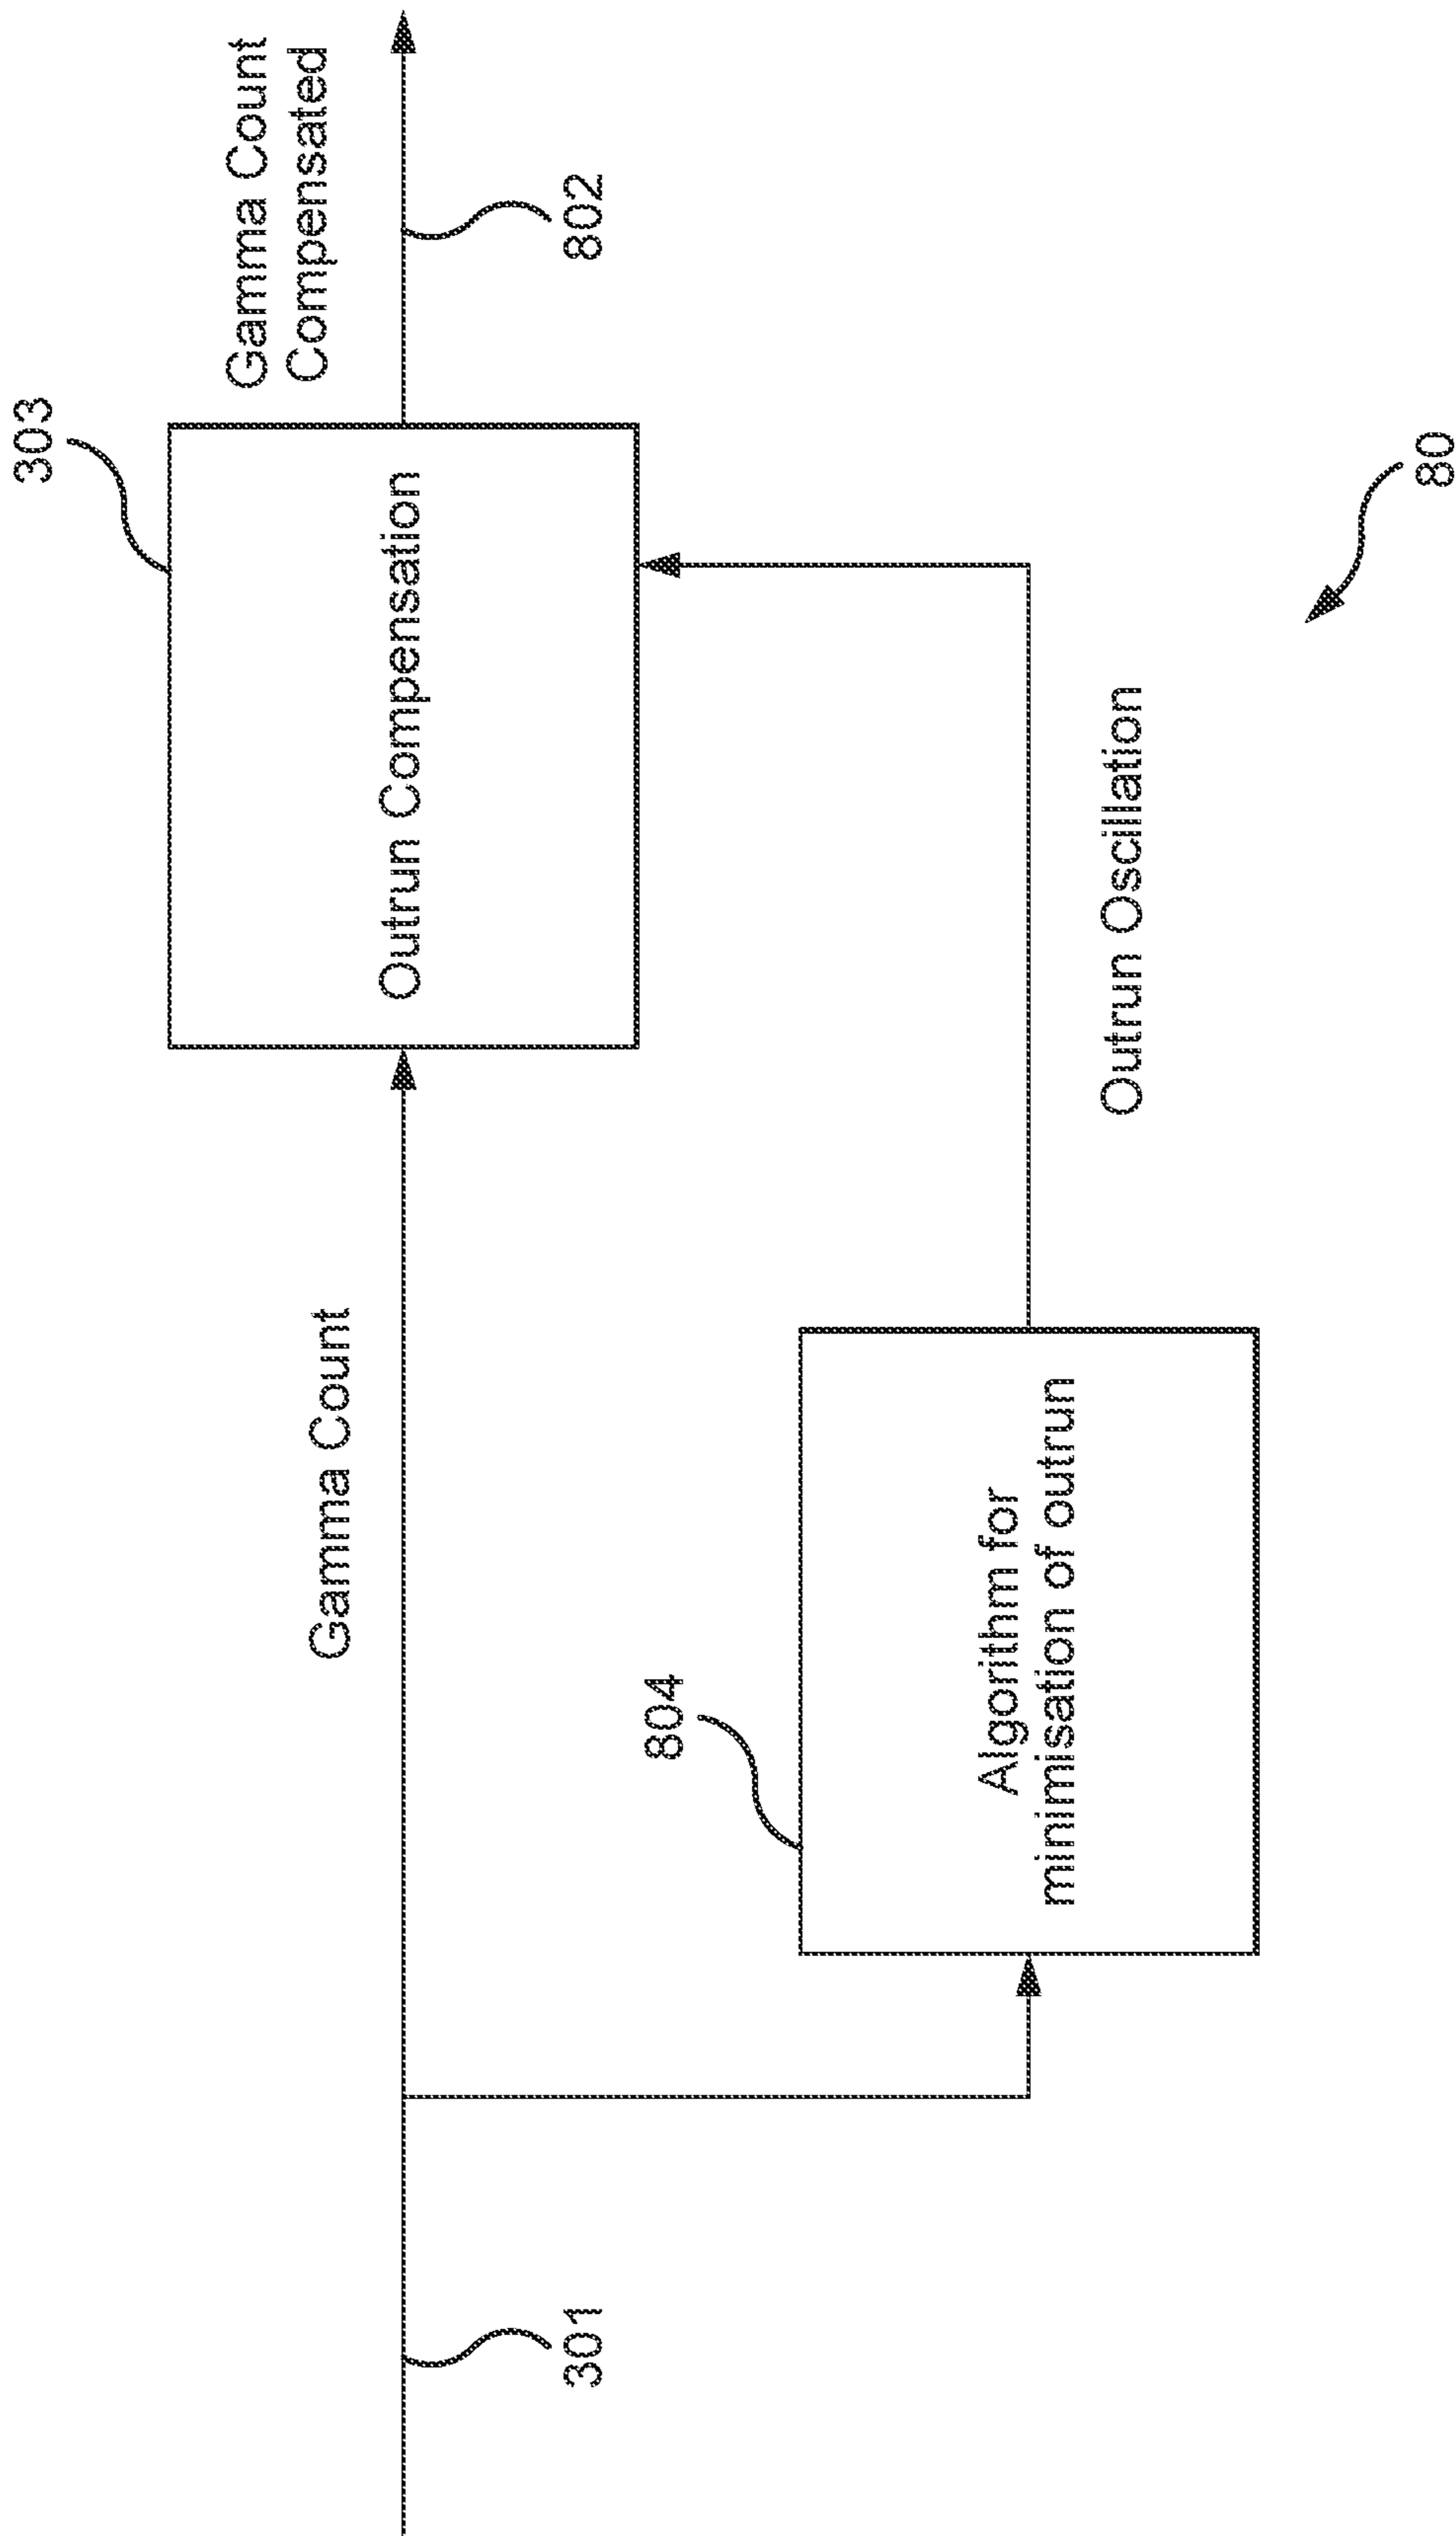 303
Gamma Count
Compensated
Outrun Compensation
802
Gamma Count
804
Algorithm for
minimisation of outrun
Outrun Oscillation
301
80